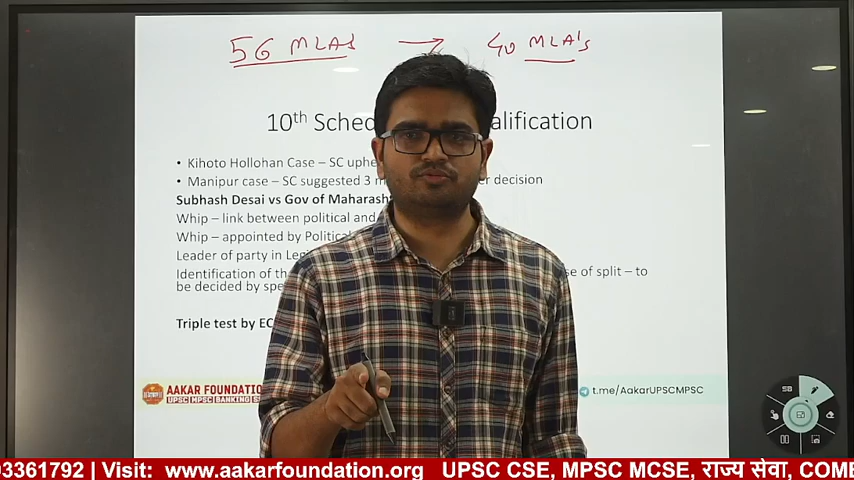 56 MLAs → 40 MLA's
10th Sched alification
• Kihoto Hollohan Case – SC uphe
• Manipur case – SC suggested 3 m er decision
Subhash Desai vs Gov of Maharash
Whip – link between political and
Whip – appointed by Political
Leader of party in Legi
Identification of th se of split – to
be decided by spe
Triple test by EC
AAKAR FOUNDATION
UPSC MPSC BANKING S
t.me/AakarUPSCMPSC
03361792 | Visit: www.aakarfoundation.org UPSC CSE, MPSC MCSE, राज्य सेवा, COMB